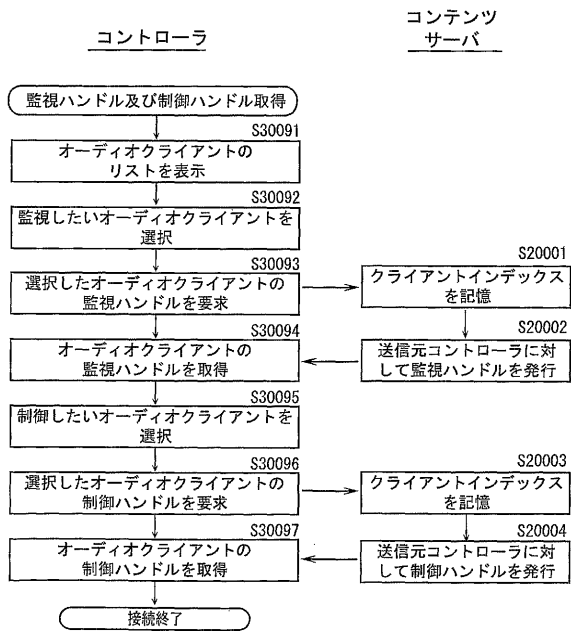 コントローラ
コンテンツ
サーバ
監視ハンドル及び制御ハンドル取得
S30091
オーディオクライアントの
リストを表示
S30092
監視したいオーディオクライアントを
選択
S30093
選択したオーディオクライアントの
監視ハンドルを要求
S20001
クライアントインデックス
を記憶
S20002
送信元コントローラに対
して監視ハンドルを発行
S30094
オーディオクライアントの
監視ハンドルを取得
S30095
制御したいオーディオクライアントを
選択
S30096
選択したオーディオクライアントの
制御ハンドルを要求
S20003
クライアントインデックス
を記憶
S20004
送信元コントローラに対
して制御ハンドルを発行
S30097
オーディオクライアントの
制御ハンドルを取得
接続終了